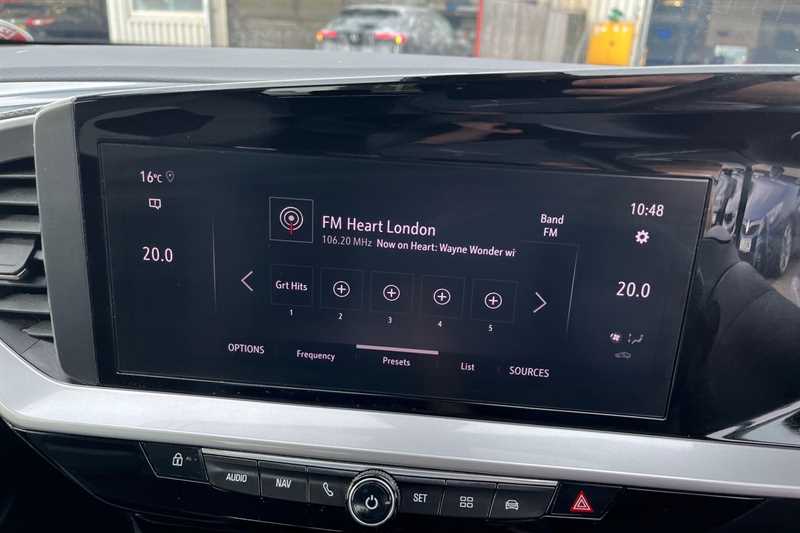 16°C
20.0
FM Heart London
106.20 MHz Now on Heart: Wayne Wonder wi
Band
FM
10:48
20.0
Grt Hits
1 2 3 4 5
OPTIONS Frequency Presets List SOURCES
AUDIO NAV SET